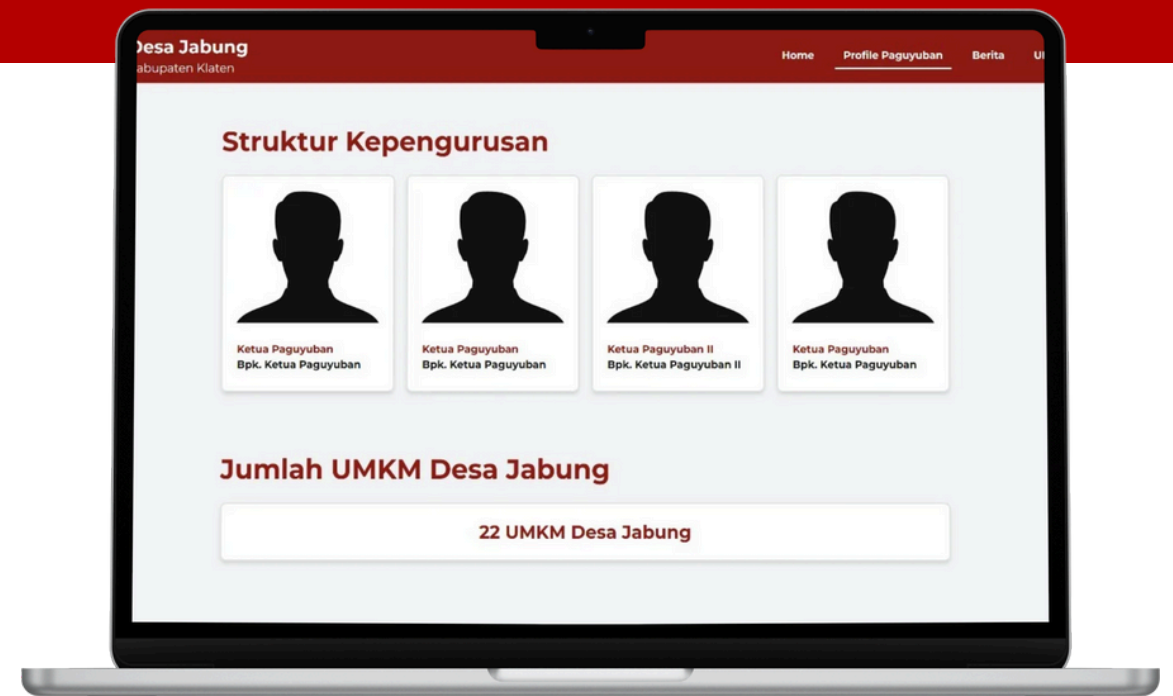 Desa Jabung
abupaten Klaten
Home Profile Paguyuban Berita
Struktur Kepengurusan
Ketua Paguyuban
Bpk. Ketua Paguyuban
Ketua Paguyuban
Bpk. Ketua Paguyuban
Ketua Paguyuban II
Bpk. Ketua Paguyuban II
Ketua Paguyuban
Bpk. Ketua Paguyuban
Jumlah UMKM Desa Jabung
22 UMKM Desa Jabung